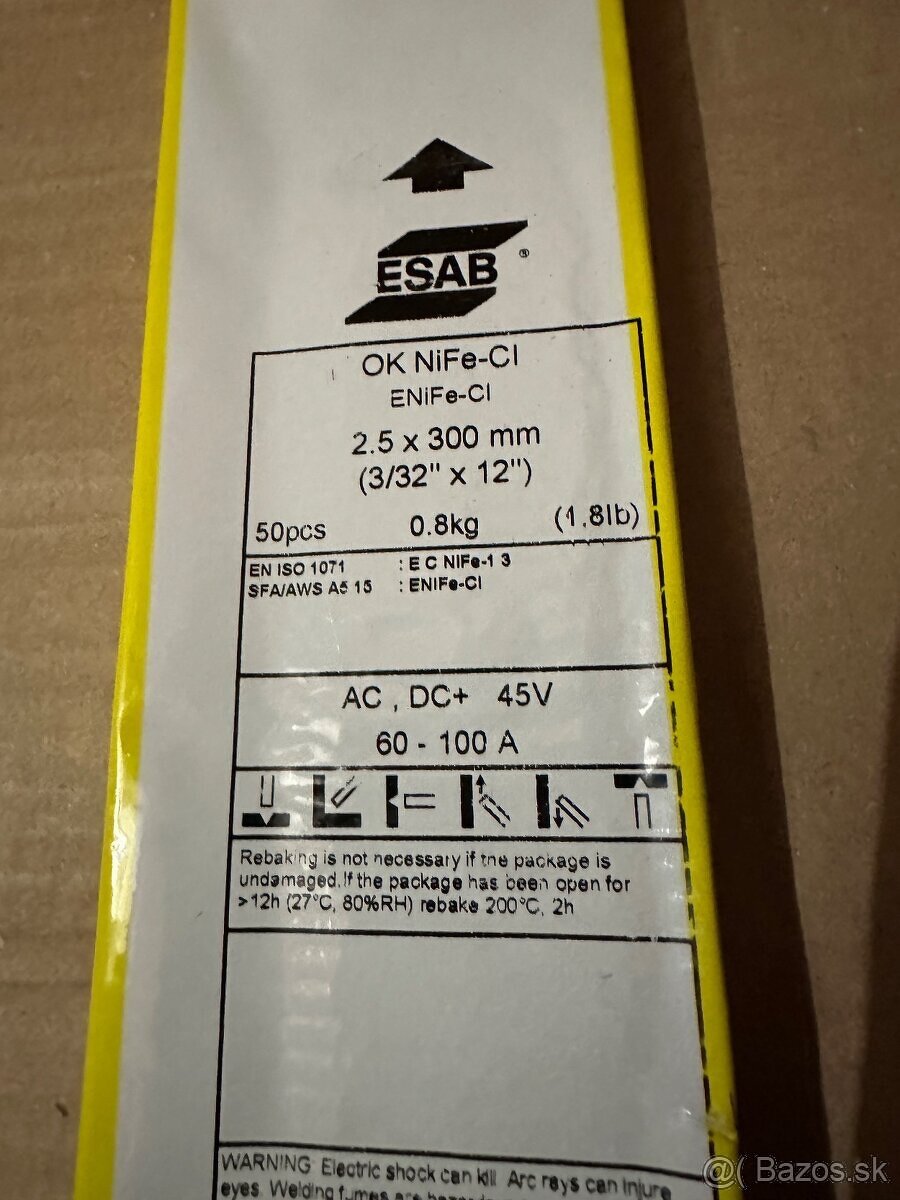 ESAB ®
OK NiFe-CI
ENiFe-CI
2.5 x 300 mm
(3/32" x 12")
50pcs 0.8kg (1,8lb)
EN ISO 1071 : E C NiFe-1 3
SFA/AWS A5 15 : ENiFe-CI
AC , DC+ 45V
60 - 100 A
Rebaking is not necessary if the package is
undamaged.If the package has been open for
>12h (27°C, 80%RH) rebake 200°C, 2h
WARNING: Electric shock can kill Arc rays can injure
eyes. Welding fumes are
@( Bazos.sk